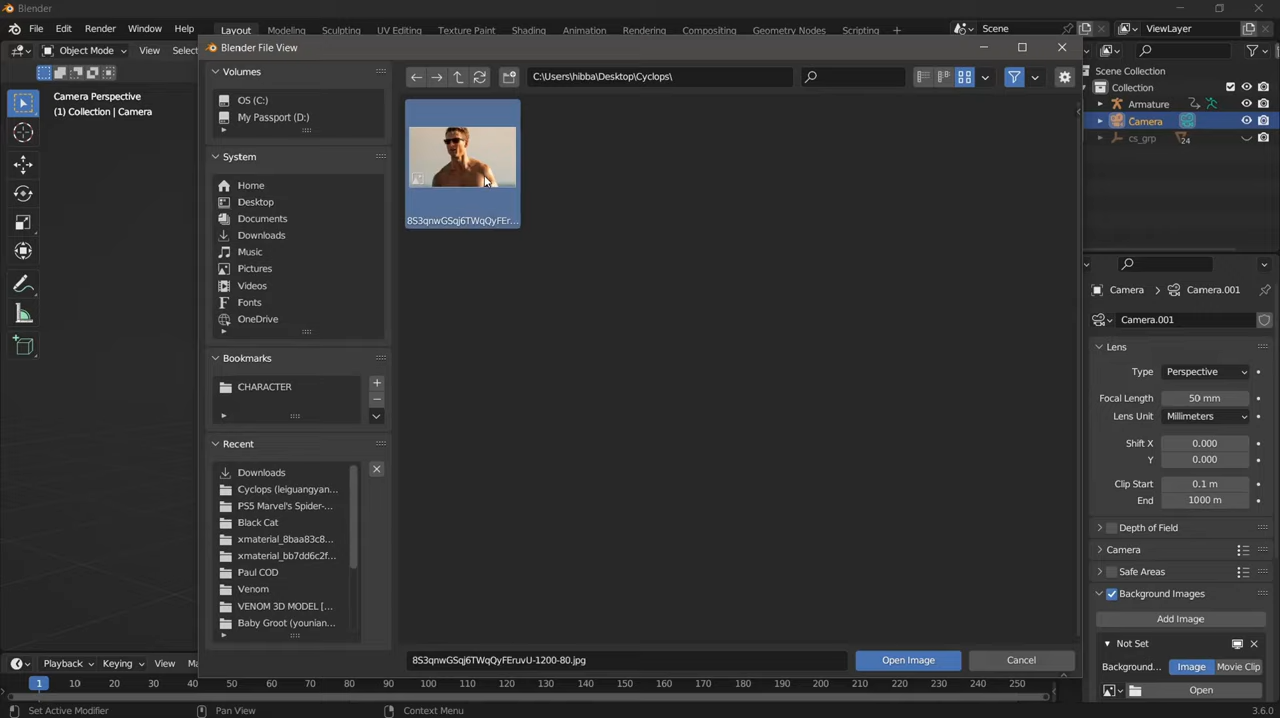 Blender
File Edit Render Window Help Layout Modeling Sculpting UV Editing Texture Paint Shading Animation Rendering Compositing Geometry Nodes Scripting + Scene ViewLayer
Object Mode View Select
Blender File View
Camera Perspective
(1) Collection | Camera
Volumes
OS (C:)
My Passport (D:)
System
Home
Desktop
Documents
Downloads
Music
Pictures
Videos
Fonts
OneDrive
Bookmarks
CHARACTER
Recent
Downloads
Cyclops (leiguangyan...
PS5 Marvel's Spider-...
Black Cat
xmaterial_8baa83c8...
xmaterial_bb7dd6c2f...
Paul COD
Venom
VENOM 3D MODEL [...
Baby Groot (younian...
C:\Users\hibba\Desktop\Cyclops\
8S3qnwGSqj6TWqQyFEr...
8S3qnwGSqj6TWqQyFEruvU-1200-80.jpg
Open Image
Cancel
Scene Collection
Collection
Armature
Camera
cs_grp
24
Camera > Camera.001
Camera.001
Lens
Type Perspective
Focal Length 50 mm
Lens Unit Millimeters
Shift X 0.000
Y 0.000
Clip Start 0.1 m
End 1000 m
Depth of Field
Camera
Safe Areas
Background Images
Add Image
Not Set
Background... Image Movie Clip
Open
Playback Keying View
1 10 20 30 40 50 60 70 80 90 100 110 120 130 140 150 160 170 180 190 200 210 220 230 240 250
Set Active Modifier Pan View Context Menu 3.6.0